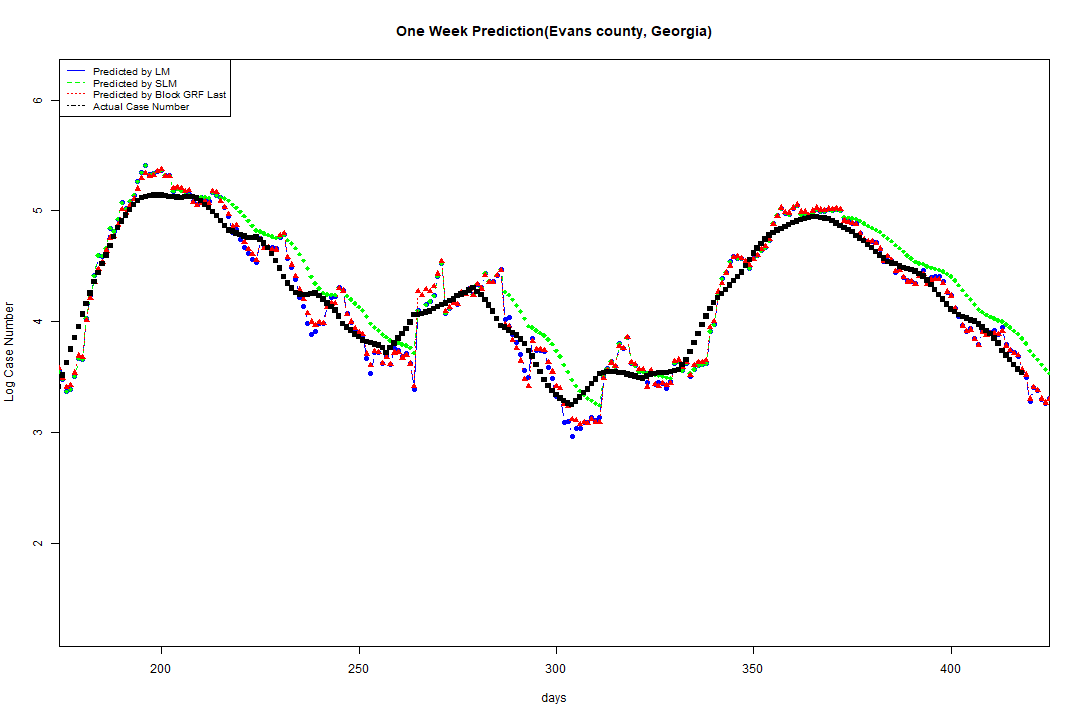 One Week Prediction(Evans county, Georgia)
Predicted by LM
Predicted by SLM
Predicted by Block GRF Last
Actual Case Number
6
5
4
3
2
Log Case Number
200 250 300 350 400
days